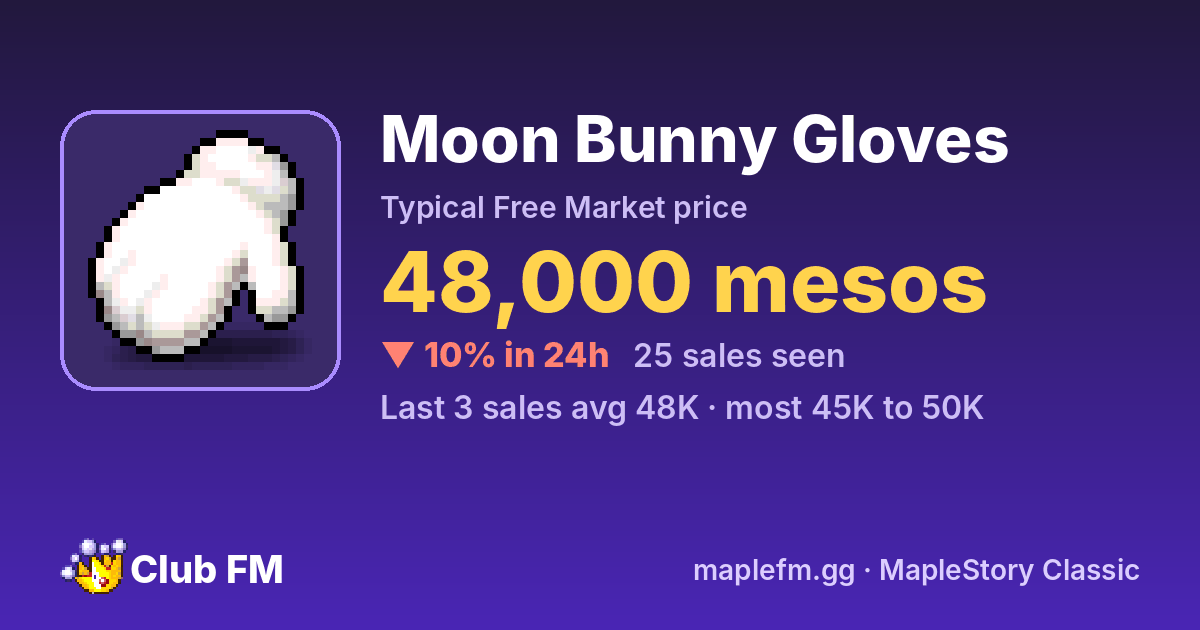 Moon Bunny Gloves
Typical Free Market price
48,000 mesos
▼ 10% in 24h 25 sales seen
Last 3 sales avg 48K · most 45K to 50K
Club FM
maplefm.gg · MapleStory Classic